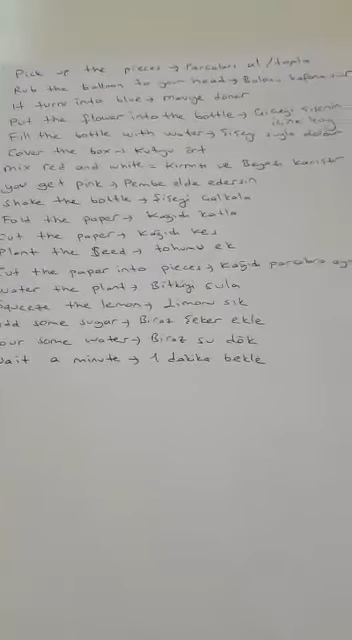 Pick up the pieces → Parçaları al /topla
Rub the balloon to your head → Balonu kafana sür
It turns into blue → Maviye döner
Put the flower into the bottle → Çiçeği şişenin içine koy
Fill the bottle with water → Şişeyi suyla doldur
Cover the box → Kutuyu ört
Mix red and white = Kırmızı ve Beyazı karıştır
you get pink → Pembe elde edersin
Shake the bottle → Şişeyi çalkala
Fold the paper → Kağıdı katla
Cut the paper → Kağıdı kes
Plant the Seed → tohumu ek
Cut the paper into pieces → Kağıdı parçalara ayı
water the plant → Bitkiyi sula
squeeze the lemon → Limonu sık
Add some sugar → Biraz Şeker ekle
our some water → Biraz su dök
wait a minute → 1 dakika bekle